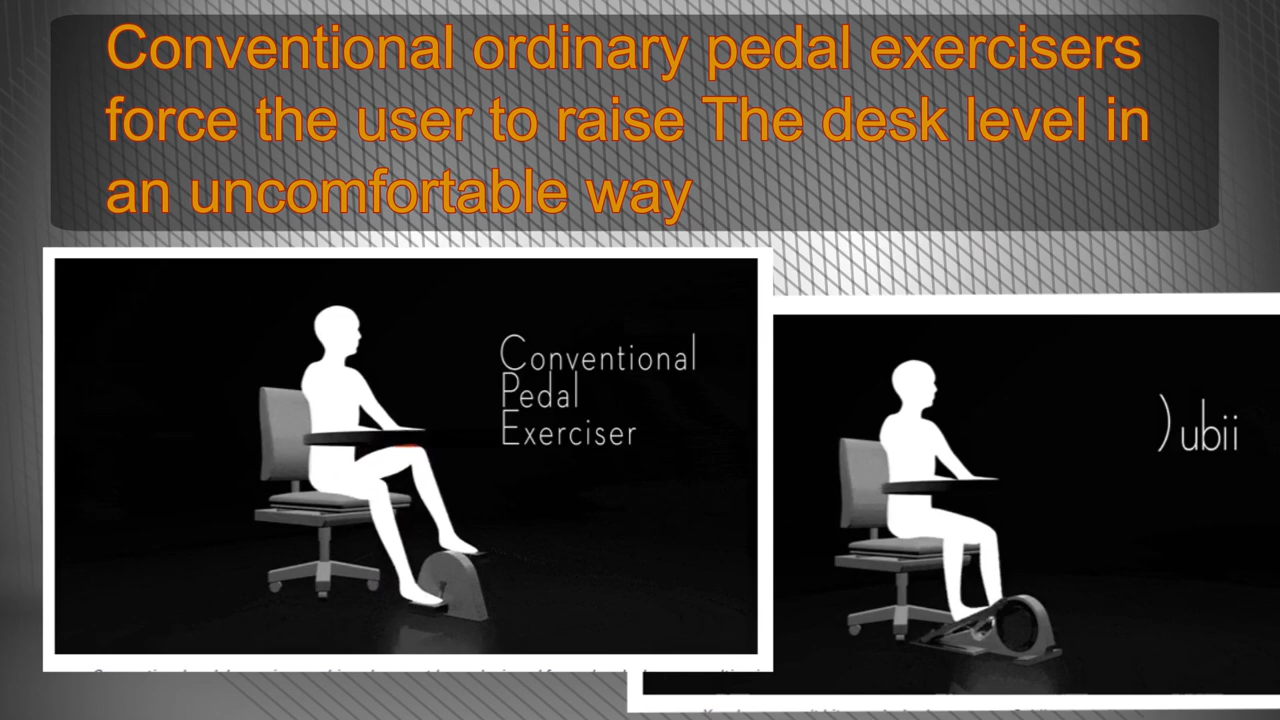 Conventional ordinary pedal exercisers
force the user to raise The desk level in
an uncomfortable way
Conventional
Pedal
Exerciser
ubii